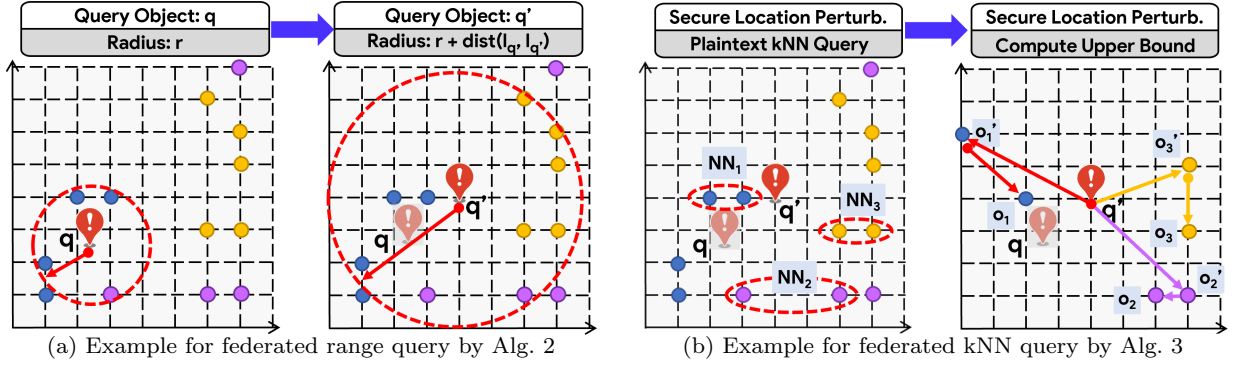 Query Object: q
Radius: r
Query Object: q’
Radius: r + dist(l_q, l_q’)
Secure Location Perturb.
Plaintext kNN Query
Secure Location Perturb.
Compute Upper Bound
q
q
q’
NN₁
q’
q
NN₃
NN₂
o₁’
o₃’
q’
o₁
q
o₃
o₂’
o₂
(a) Example for federated range query by Alg. 2
(b) Example for federated kNN query by Alg. 3